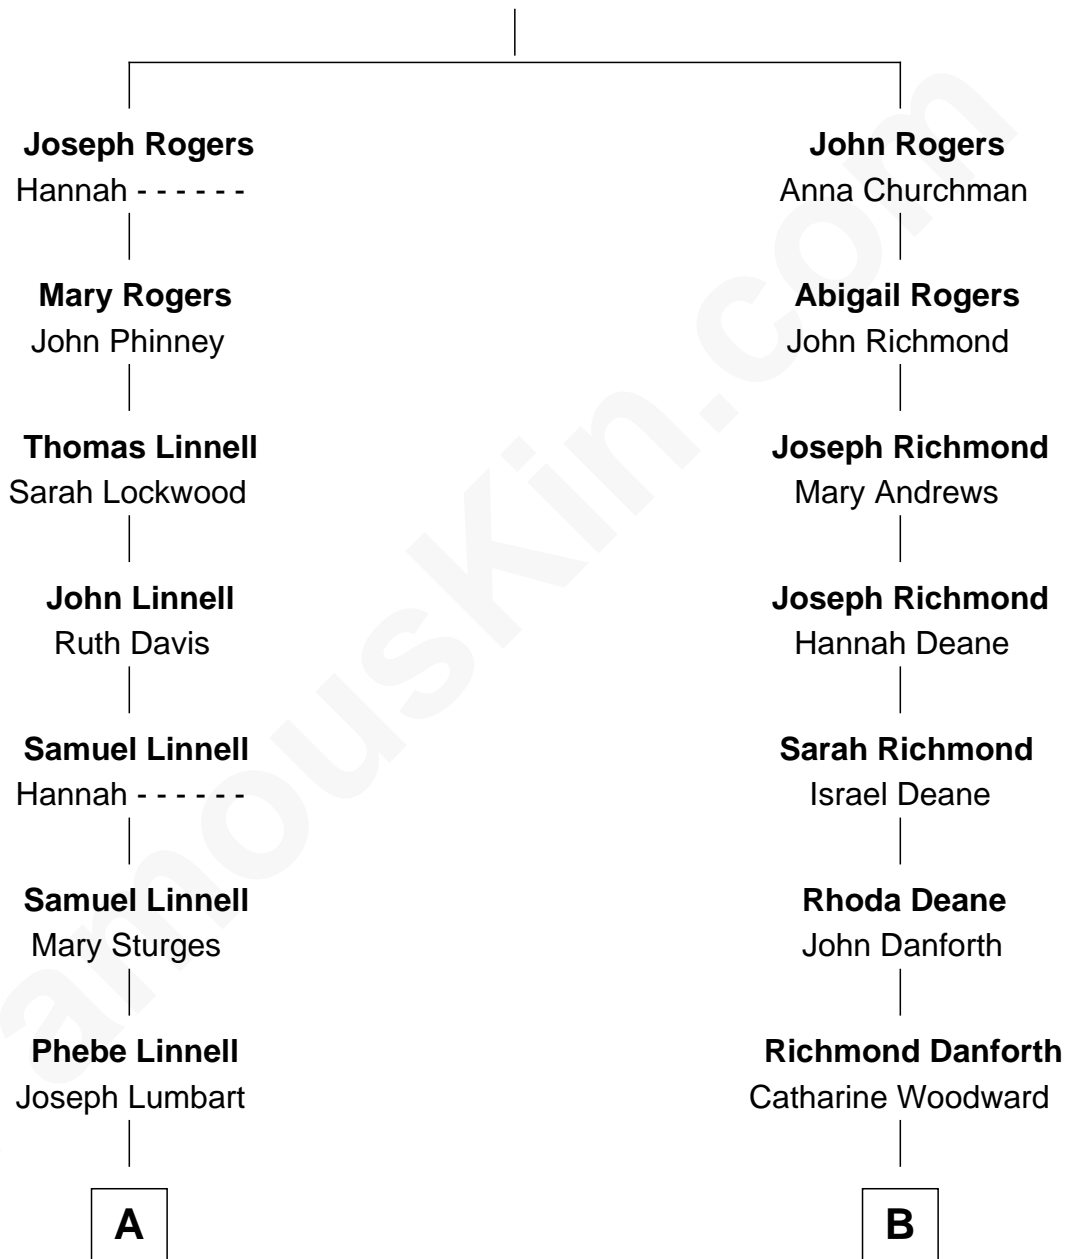 Joseph Rogers
Hannah - - - - - -
Mary Rogers
John Phinney
Thomas Linnell
Sarah Lockwood
John Linnell
Ruth Davis
Samuel Linnell
Hannah - - - - - -
Samuel Linnell
Mary Sturges
Phebe Linnell
Joseph Lumbart
A
John Rogers
Anna Churchman
Abigail Rogers
John Richmond
Joseph Richmond
Mary Andrews
Joseph Richmond
Hannah Deane
Sarah Richmond
Israel Deane
Rhoda Deane
John Danforth
Richmond Danforth
Catharine Woodward
B
amousKin.com